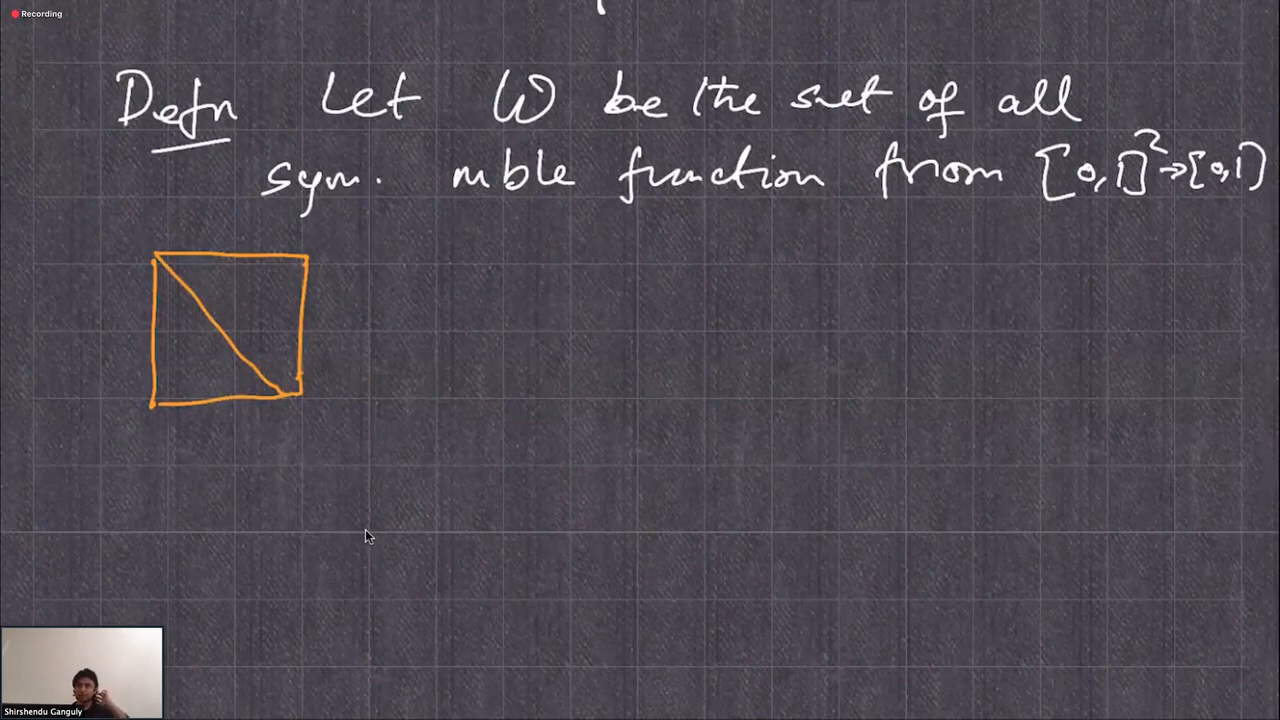 Recording
Defn Let W be the set of all
sym. mble function from [0,1]²→[0,1]
Shirshendu Ganguly